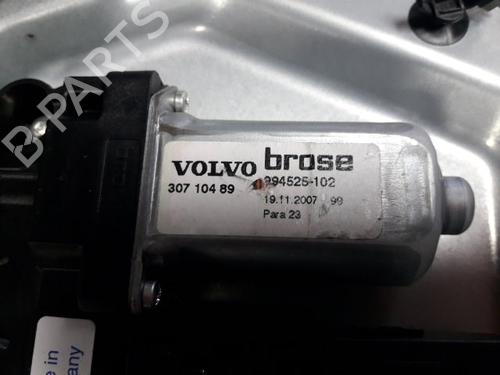 VOLVO brose
307 104 89 994525-102
19.11.2007 99
Para 23
e in
any
B-PARTS